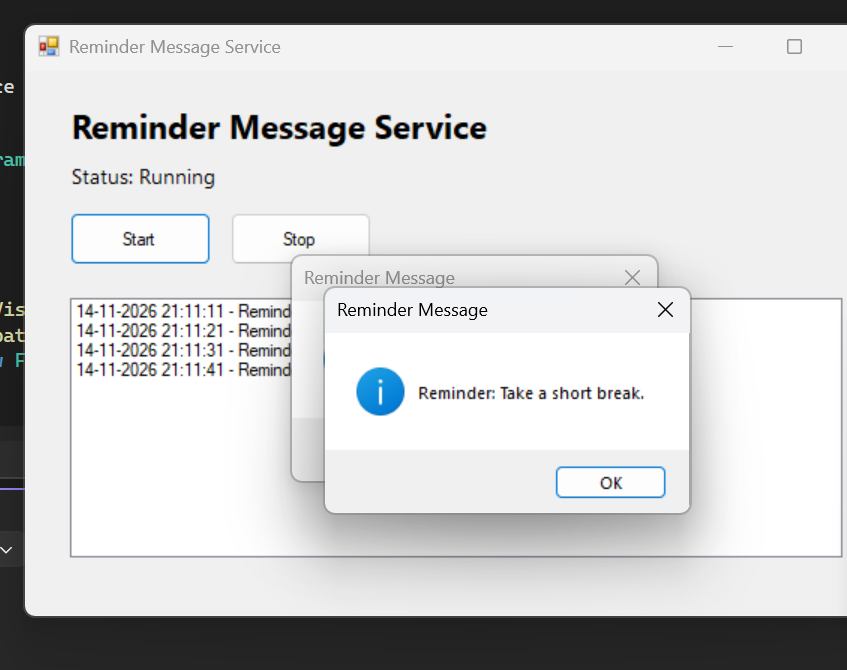 Reminder Message Service
Reminder Message Service
Status: Running
Start
Stop
Reminder Message
Reminder Message
14-11-2026 21:11:11 - Remind
14-11-2026 21:11:21 - Remind
14-11-2026 21:11:31 - Remind
14-11-2026 21:11:41 - Remind
Reminder: Take a short break.
OK